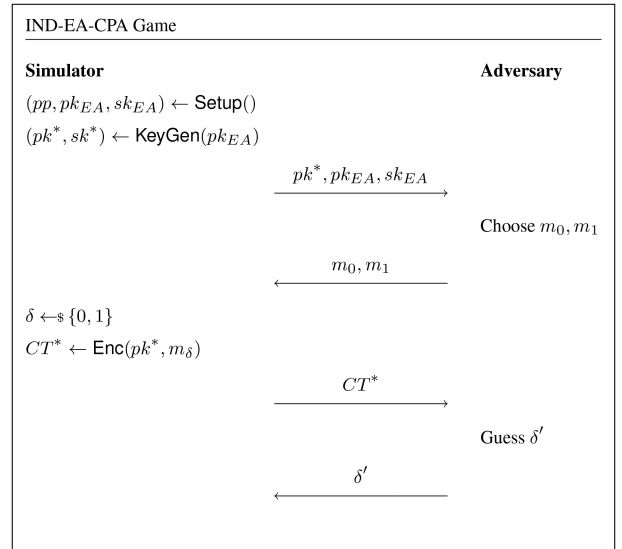 IND-EA-CPA Game
Simulator Adversary
(pp, pk_{EA}, sk_{EA}) ← Setup()
(pk^*, sk^*) ← KeyGen(pk_{EA})
pk^*, pk_{EA}, sk_{EA}
Choose m_0, m_1
m_0, m_1
δ ←$ {0, 1}
CT^* ← Enc(pk^*, m_δ)
CT^*
Guess δ′
δ′